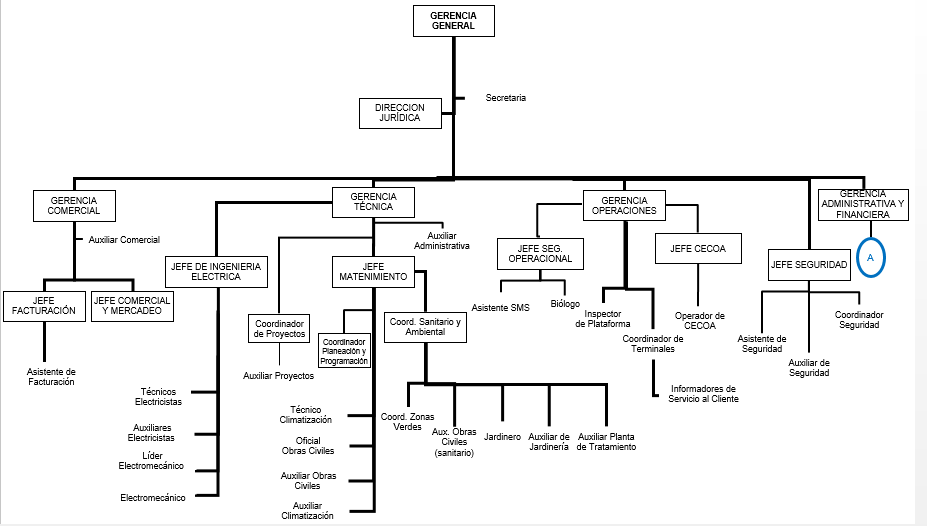 GERENCIA
GENERAL
Secretaria
DIRECCION
JURÍDICA
GERENCIA
COMERCIAL
GERENCIA
TÉCNICA
GERENCIA
OPERACIONES
GERENCIA
ADMINISTRATIVA Y
FINANCIERA
Auxiliar Comercial
Auxiliar
Administrativa
JEFE DE INGENIERIA
ELECTRICA
JEFE
MATENIMIENTO
JEFE SEG.
OPERACIONAL
JEFE CECOA
JEFE SEGURIDAD
A
JEFE
FACTURACIÓN
JEFE COMERCIAL
Y MERCADEO
Coordinador
de Proyectos
Coordinador
Planeación y
Programación
Coord. Sanitario y
Ambiental
Asistente SMS
Biólogo
Inspector
de Plataforma
Operador de
CECOA
Coordinador
Seguridad
Asistente de
Facturación
Auxiliar Proyectos
Coordinador de
Terminales
Asistente de
Seguridad
Auxiliar de
Seguridad
Técnicos
Electricistas
Informadores de
Servicio al Cliente
Auxiliares
Electricistas
Técnico
Climatización
Coord. Zonas
Verdes
Aux. Obras
Civiles
(sanitario)
Jardinero
Auxiliar de
Jardinería
Auxiliar Planta
de Tratamiento
Líder
Electromecánico
Oficial
Obras Civiles
Electromecánico
Auxiliar Obras
Civiles
Auxiliar
Climatización